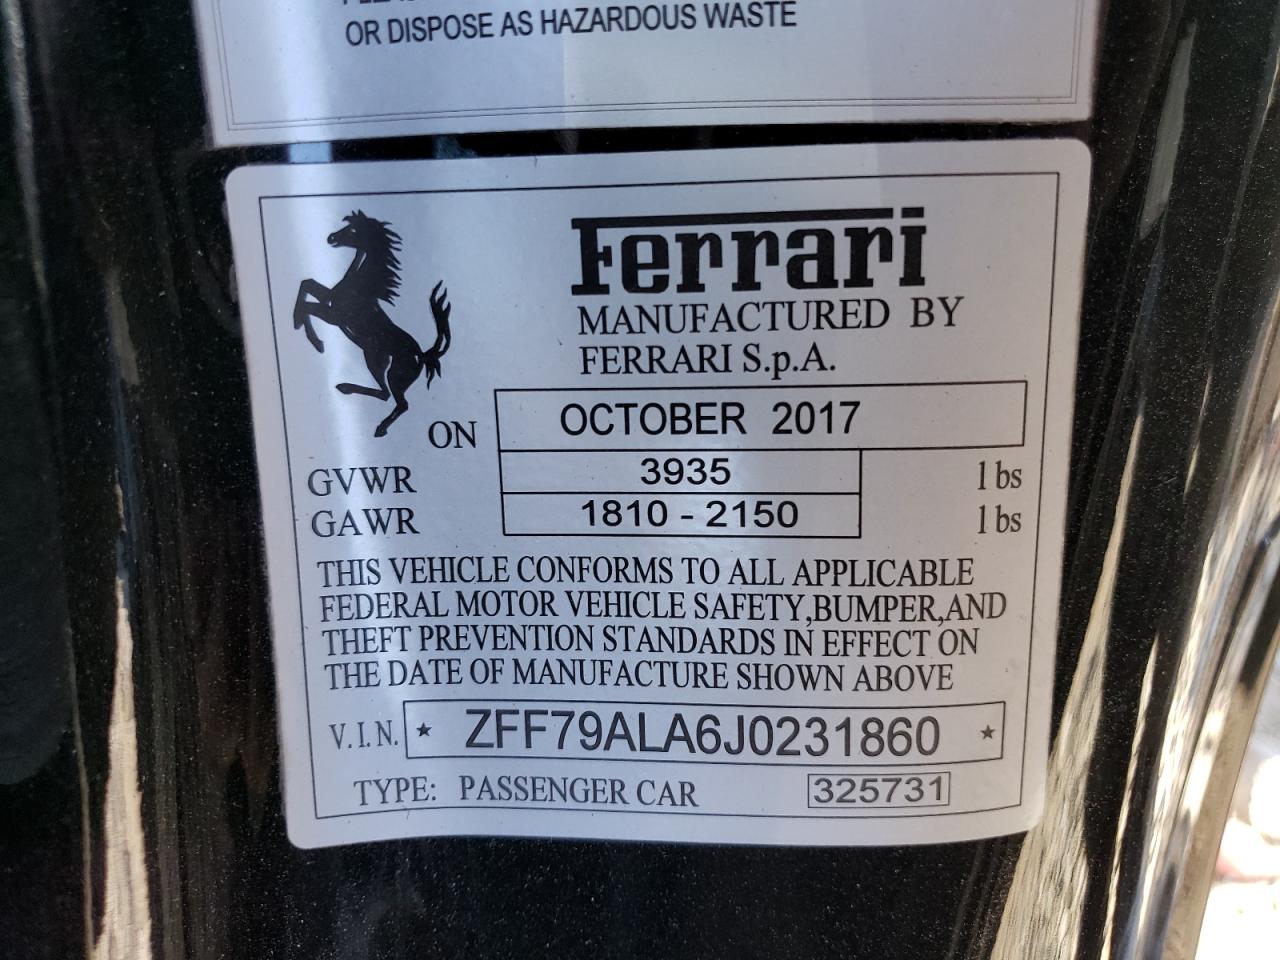 OR DISPOSE AS HAZARDOUS WASTE
Ferrari
MANUFACTURED BY
FERRARI S.p.A.
ON OCTOBER 2017
GVWR 3935 lbs
GAWR 1810 - 2150 lbs
THIS VEHICLE CONFORMS TO ALL APPLICABLE
FEDERAL MOTOR VEHICLE SAFETY,BUMPER,AND
THEFT PREVENTION STANDARDS IN EFFECT ON
THE DATE OF MANUFACTURE SHOWN ABOVE
V.I.N. * ZFF79ALA6J0231860 *
TYPE: PASSENGER CAR 325731